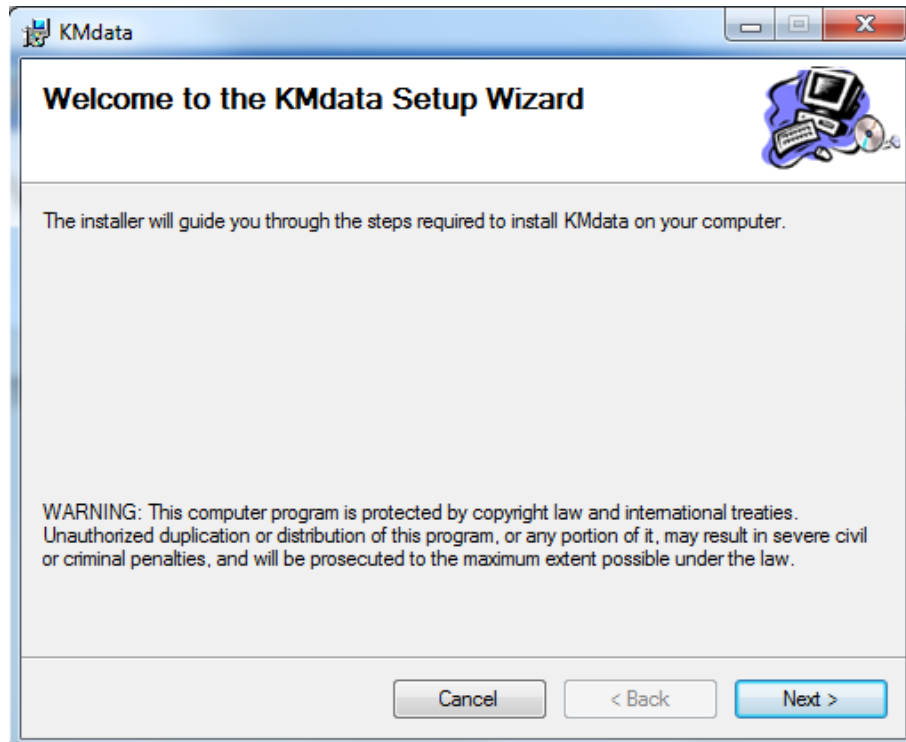 KMdata
Welcome to the KMdata Setup Wizard
The installer will guide you through the steps required to install KMdata on your computer.
WARNING: This computer program is protected by copyright law and international treaties.
Unauthorized duplication or distribution of this program, or any portion of it, may result in severe civil
or criminal penalties, and will be prosecuted to the maximum extent possible under the law.
Cancel < Back Next >